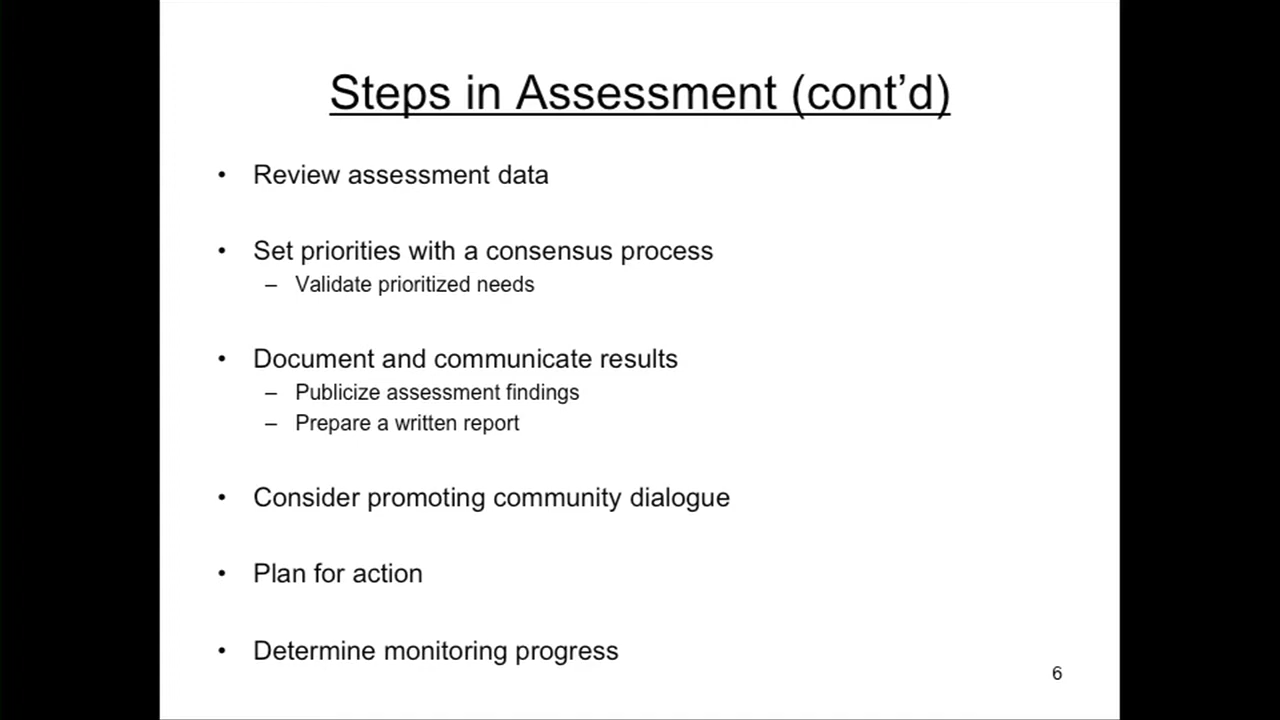 Steps in Assessment (cont’d)
• Review assessment data
• Set priorities with a consensus process
– Validate prioritized needs
• Document and communicate results
– Publicize assessment findings
– Prepare a written report
• Consider promoting community dialogue
• Plan for action
• Determine monitoring progress
6